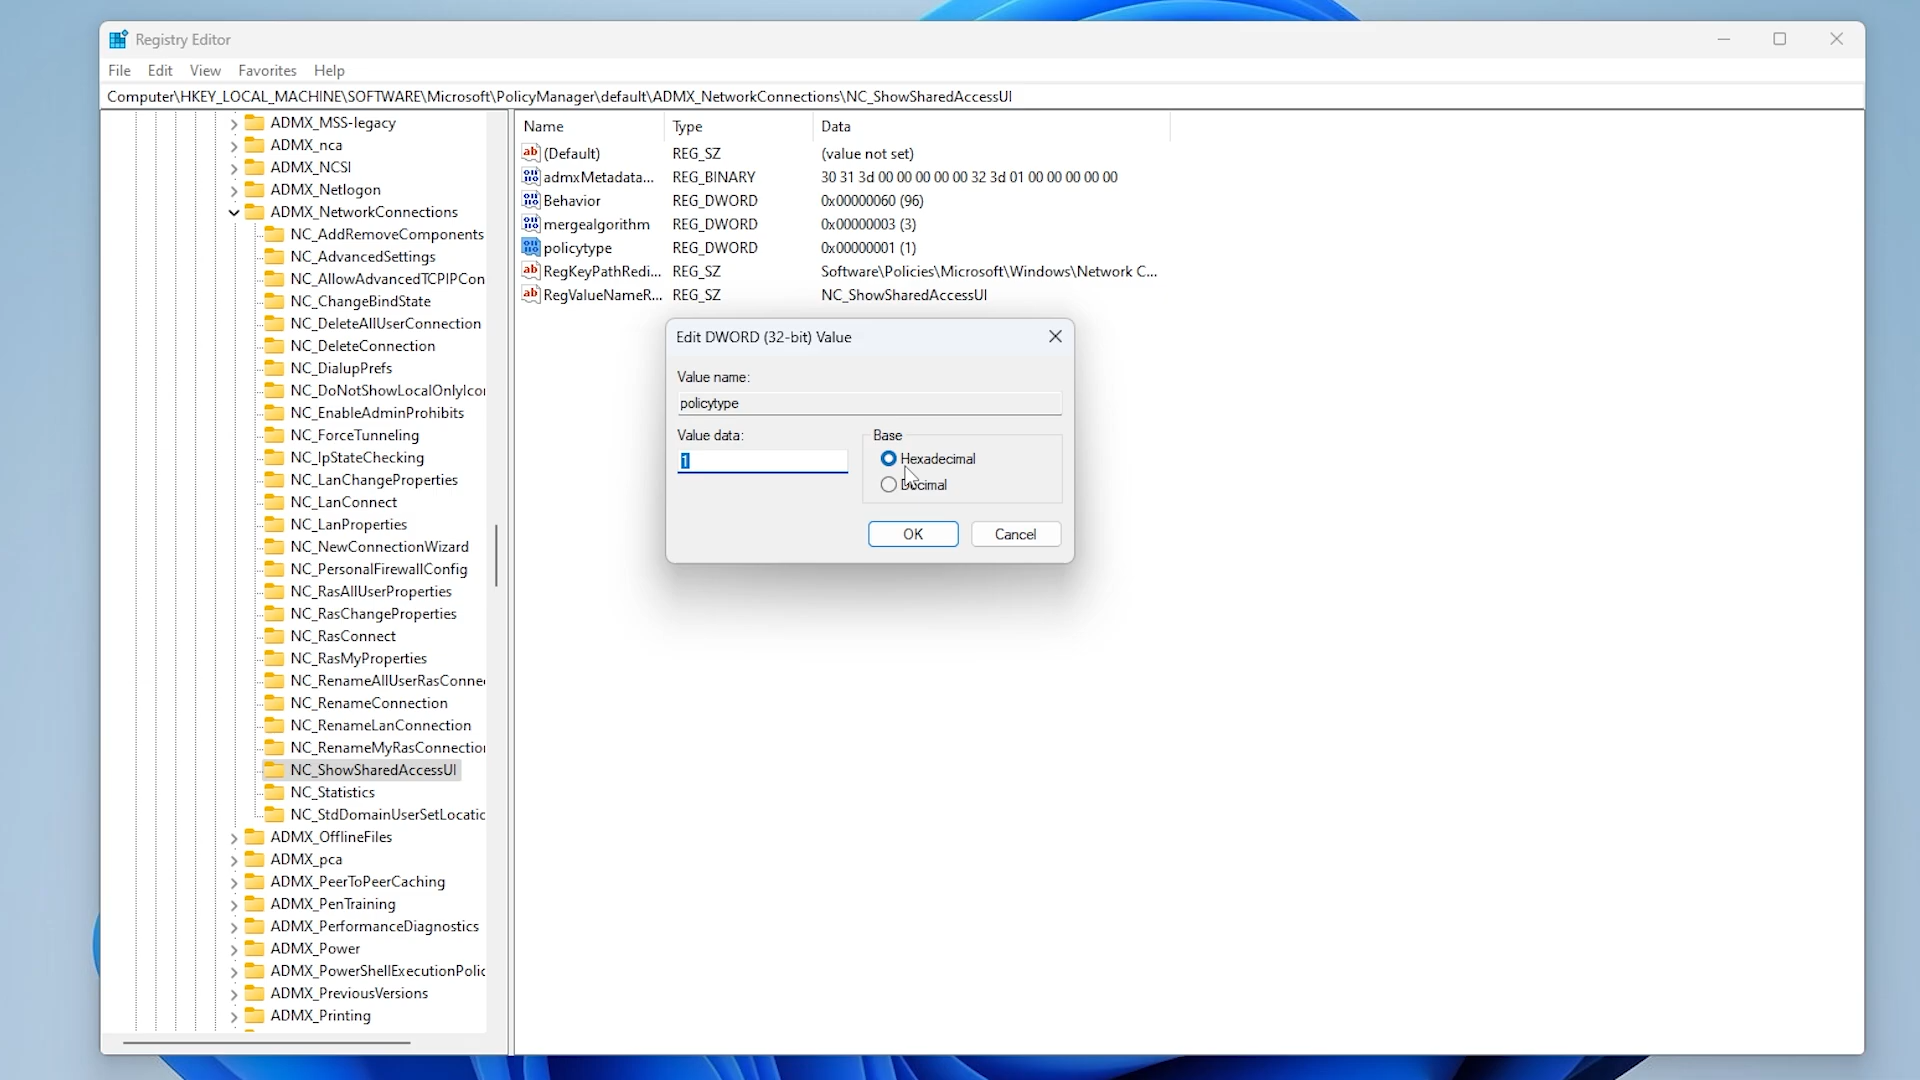 Registry Editor
File Edit View Favorites Help
Computer\HKEY_LOCAL_MACHINE\SOFTWARE\Microsoft\PolicyManager\default\ADMX_NetworkConnections\NC_ShowSharedAccessUI
ADMX_MSS-legacy
ADMX_nca
ADMX_NCSI
ADMX_Netlogon
ADMX_NetworkConnections
NC_AddRemoveComponents
NC_AdvancedSettings
NC_AllowAdvancedTCPIPCon
NC_ChangeBindState
NC_DeleteAllUserConnection
NC_DeleteConnection
NC_DialupPrefs
NC_DoNotShowLocalOnlyIco
NC_EnableAdminProhibits
NC_ForceTunneling
NC_IpStateChecking
NC_LanChangeProperties
NC_LanConnect
NC_LanProperties
NC_NewConnectionWizard
NC_PersonalFirewallConfig
NC_RasAllUserProperties
NC_RasChangeProperties
NC_RasConnect
NC_RasMyProperties
NC_RenameAllUserRasConne
NC_RenameConnection
NC_RenameLanConnection
NC_RenameMyRasConnection
NC_ShowSharedAccessUI
NC_Statistics
NC_StdDomainUserSetLocatio
ADMX_OfflineFiles
ADMX_pca
ADMX_PeerToPeerCaching
ADMX_PenTraining
ADMX_PerformanceDiagnostics
ADMX_Power
ADMX_PowerShellExecutionPolic
ADMX_PreviousVersions
ADMX_Printing
Name Type Data
(Default) REG_SZ (value not set)
admxMetadata... REG_BINARY 30 31 3d 00 00 00 00 00 32 3d 01 00 00 00 00 00
Behavior REG_DWORD 0x00000060 (96)
mergealgorithm REG_DWORD 0x00000003 (3)
policytype REG_DWORD 0x00000001 (1)
RegKeyPathRedi... REG_SZ Software\Policies\Microsoft\Windows\Network C...
RegValueNameR... REG_SZ NC_ShowSharedAccessUI
Edit DWORD (32-bit) Value
Value name:
policytype
Value data:
1
Base
Hexadecimal
Decimal
OK Cancel